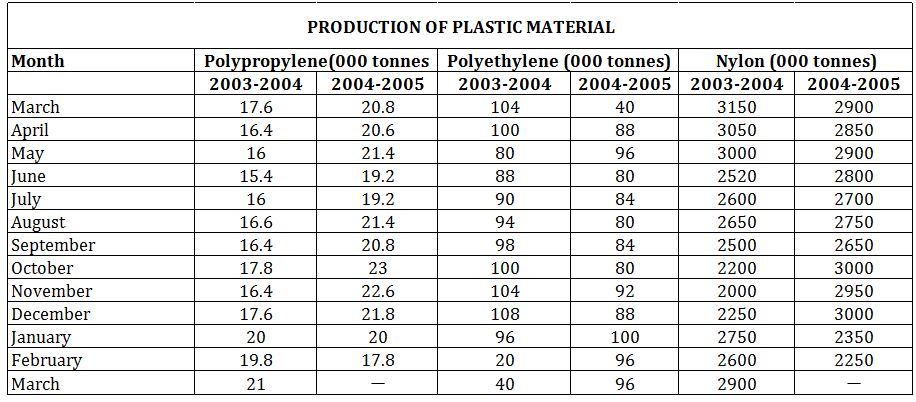 PRODUCTION OF PLASTIC MATERIAL
Month Polypropylene(000 tonnes Polyethylene (000 tonnes) Nylon (000 tonnes)
2003-2004 2004-2005 2003-2004 2004-2005 2003-2004 2004-2005
March 17.6 20.8 104 40 3150 2900
April 16.4 20.6 100 88 3050 2850
May 16 21.4 80 96 3000 2900
June 15.4 19.2 88 80 2520 2800
July 16 19.2 90 84 2600 2700
August 16.6 21.4 94 80 2650 2750
September 16.4 20.8 98 84 2500 2650
October 17.8 23 100 80 2200 3000
November 16.4 22.6 104 92 2000 2950
December 17.6 21.8 108 88 2250 3000
January 20 20 96 100 2750 2350
February 19.8 17.8 20 96 2600 2250
March 21 — 40 96 2900 —